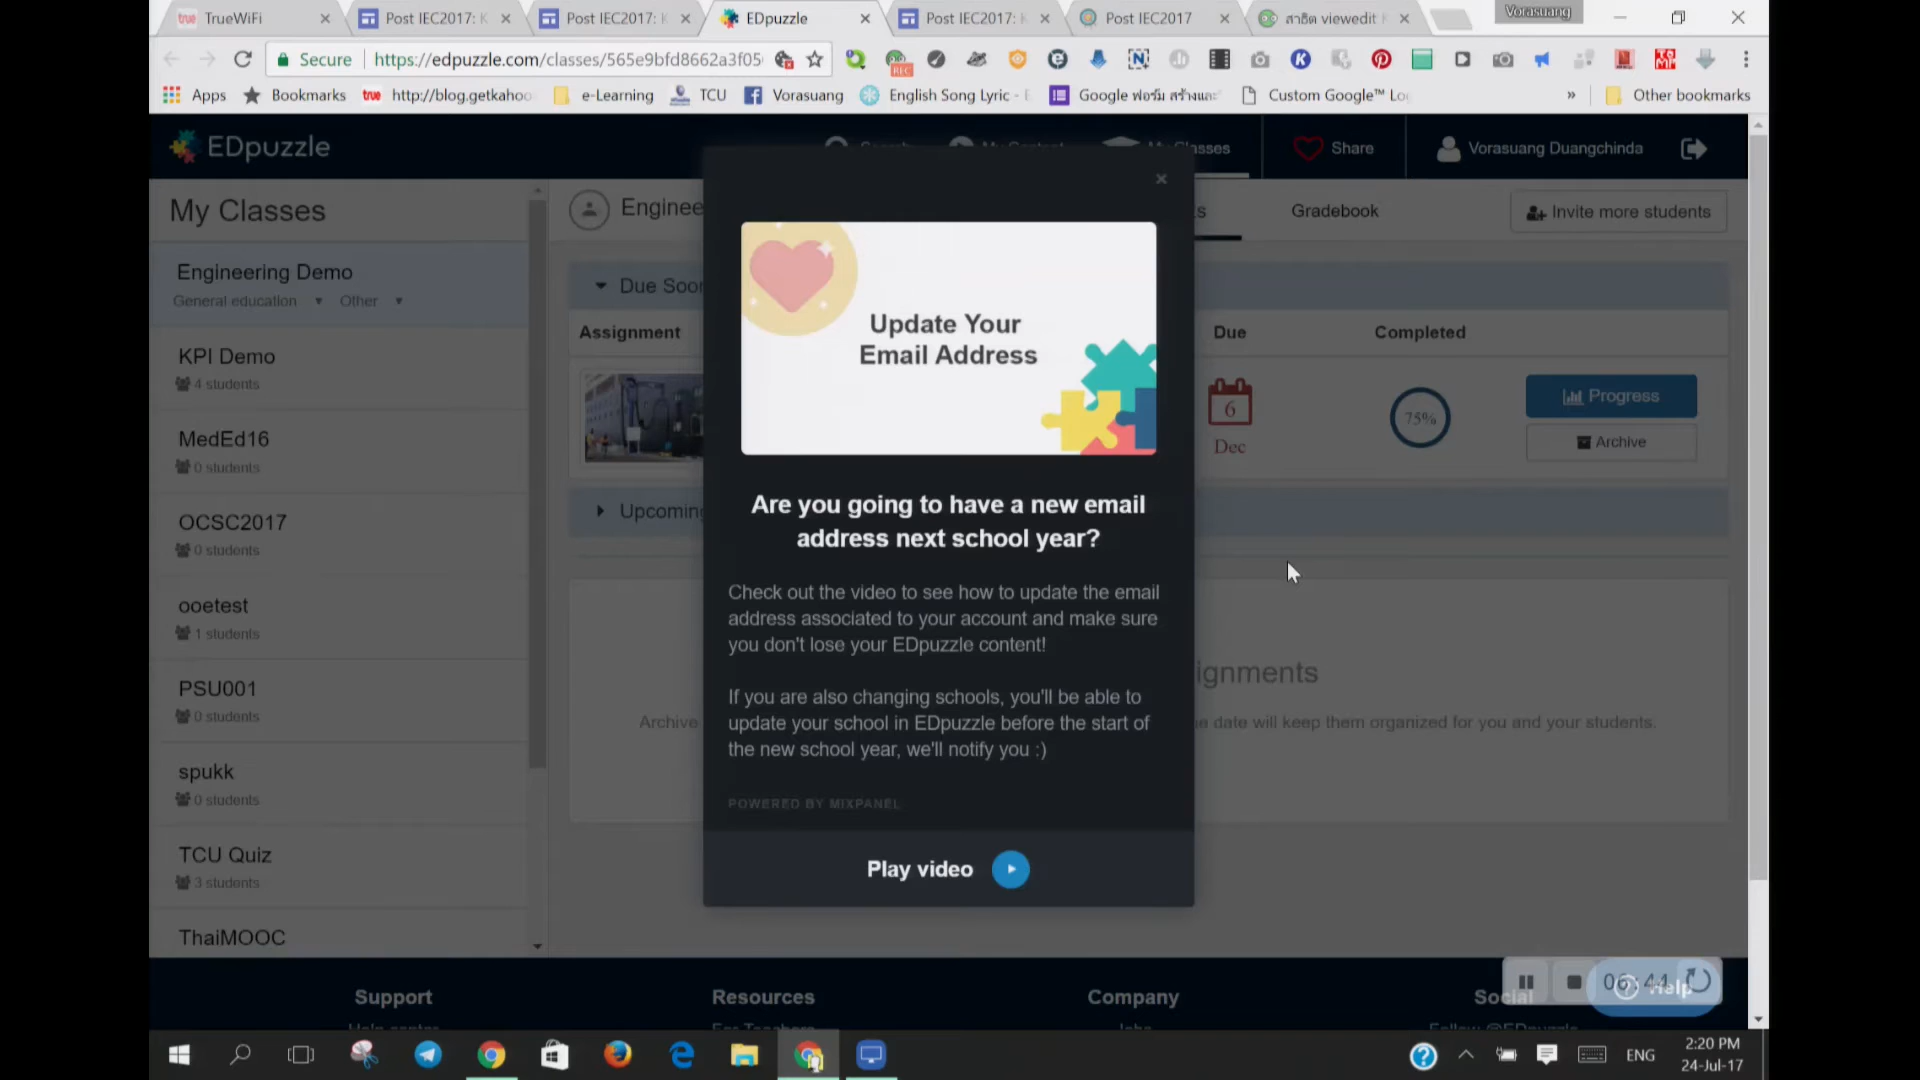 TrueWiFi
Post IEC2017: K
Post IEC2017: K
EDpuzzle
Post IEC2017: K
Post IEC2017
สาธิต viewedit
Vorasuang
Secure
https://edpuzzle.com/classes/565e9bfd8662a3f05
REC
Apps
Bookmarks
true
http://blog.getkahoo
e-Learning
TCU
Vorasuang
English Song Lyric -
Google ฟอร์ม สร้างและ
Custom Google™ Lo
»
Other bookmarks
EDpuzzle
My Classes
Share
Vorasuang Duangchinda
My Classes
Enginee
Gradebook
Invite more students
Engineering Demo
General education
Other
KPI Demo
4 students
MedEd16
0 students
OCSC2017
0 students
ooetest
1 students
PSU001
0 students
spukk
0 students
TCU Quiz
3 students
ThaiMOOC
Due Soon
Assignment
Due
Completed
6
Dec
75%
Progress
Archive
Upcoming
ignments
Archive
date will keep them organized for you and your students.
×
Update Your
Email Address
Are you going to have a new email
address next school year?
Check out the video to see how to update the email
address associated to your account and make sure
you don't lose your EDpuzzle content!
If you are also changing schools, you'll be able to
update your school in EDpuzzle before the start of
the new school year, we'll notify you :)
POWERED BY MIXPANEL
Play video
Support
Resources
Company
Social
Help center
For Teachers
Jobs
Follow @EDpuzzle
06:44
Help
ENG
2:20 PM
24-Jul-17